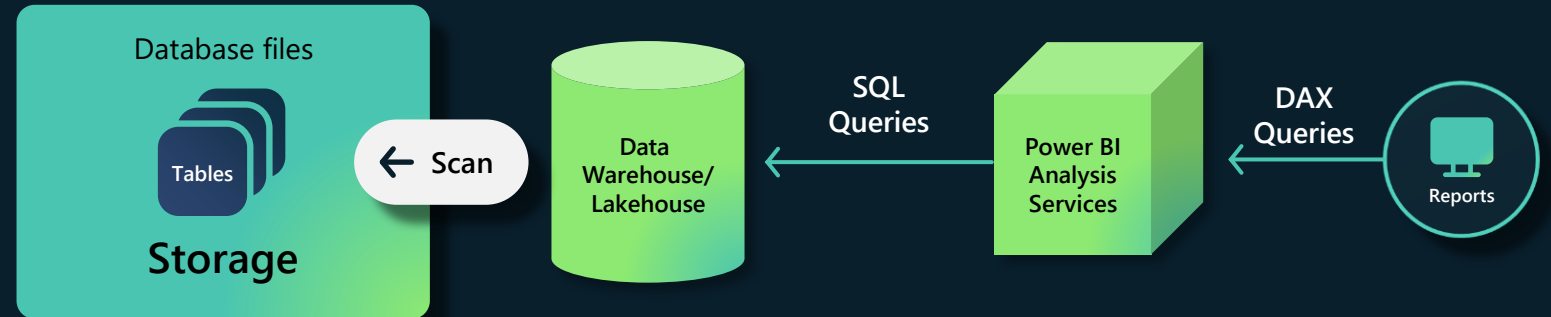 Database files
Tables
Storage
Scan
Data
Warehouse/
Lakehouse
SQL
Queries
Power BI
Analysis
Services
DAX
Queries
Reports